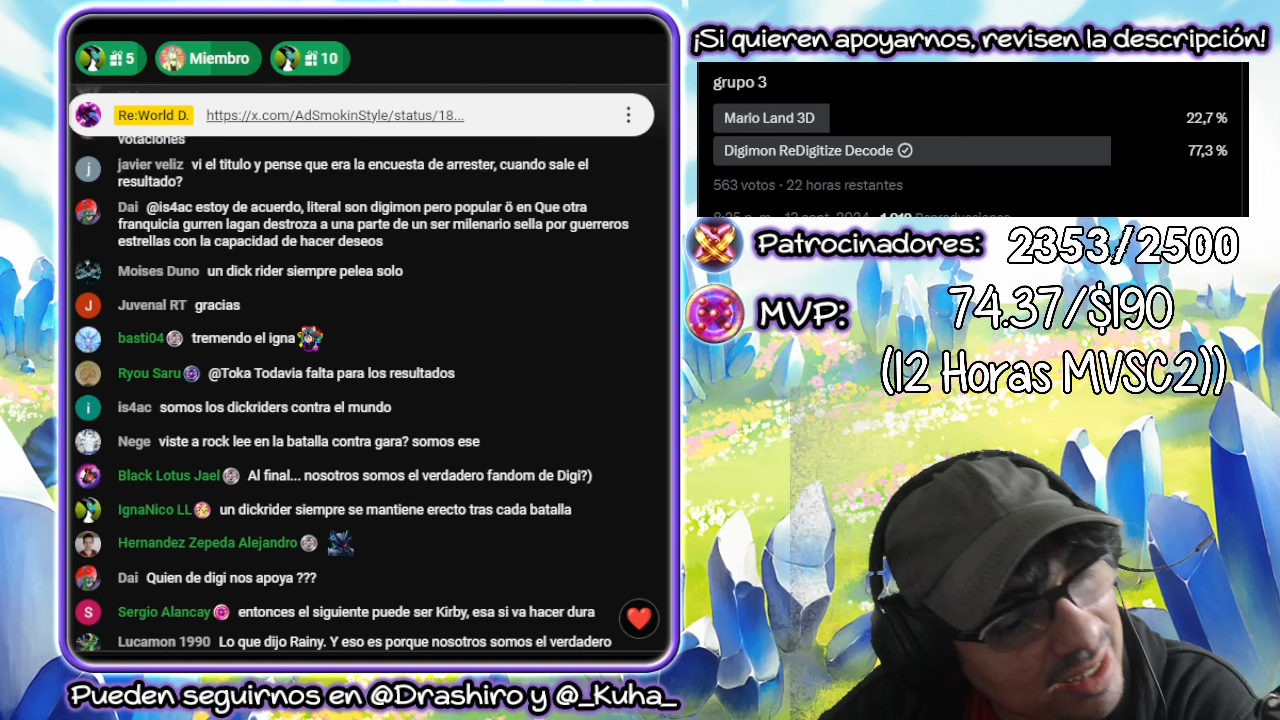 5
Miembro
10
Re:World D. https://x.com/AdSmokinStyle/status/18...
votaciones
javier veliz vi el titulo y pense que era la encuesta de arrester, cuando sale el
resultado?
Dai @is4ac estoy de acuerdo, literal son digimon pero popular ö en Que otra
franquicia gurren lagan destroza a una parte de un ser milenario sella por guerreros
estrellas con la capacidad de hacer deseos
Moises Duno un dick rider siempre pelea solo
J
Juvenal RT gracias
basti04 tremendo el igna
Ryou Saru @Toka Todavia falta para los resultados
i
is4ac somos los dickriders contra el mundo
Nege viste a rock lee en la batalla contra gara? somos ese
Black Lotus Jael Al final... nosotros somos el verdadero fandom de Digi?)
IgnaNico LL un dickrider siempre se mantiene erecto tras cada batalla
Hernandez Zepeda Alejandro
Dai Quien de digi nos apoya ???
S
Sergio Alancay entonces el siguiente puede ser Kirby, esa si va hacer dura
Lucamon 1990 Lo que dijo Rainy. Y eso es porque nosotros somos el verdadero
Pueden seguirnos en @Drashiro y @_Kuha_
¡Si quieren apoyarnos, revisen la descripción!
grupo 3
Mario Land 3D 22,7 %
Digimon ReDigitize Decode 77,3 %
563 votos · 22 horas restantes
Patrocinadores: 2353/2500
MVP: 74.37/$190
(12 Horas MVSC2))